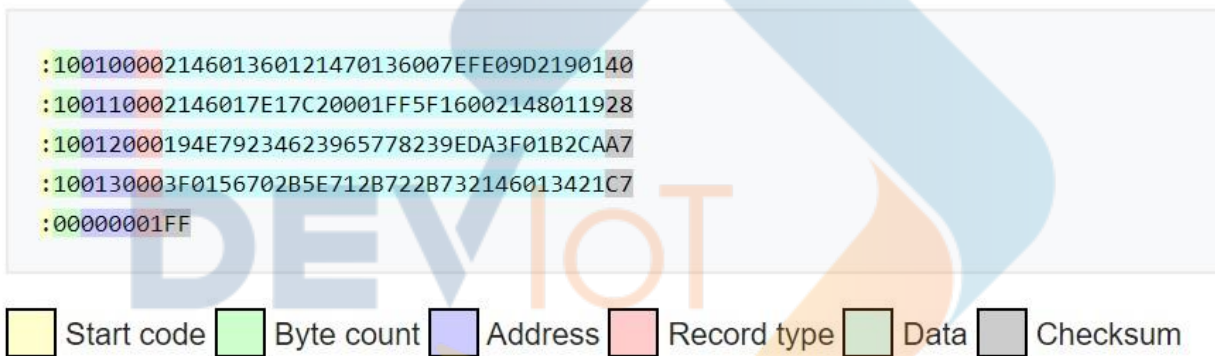 :10010000214601360121470136007EFE09D2190140
:100110002146017E17C20001FF5F16002148011928
:10012000194E79234623965778239EDA3F01B2CAA7
:100130003F0156702B5E712B722B732146013421C7
:00000001FF
DEVIoT
Start code Byte count Address Record type Data Checksum